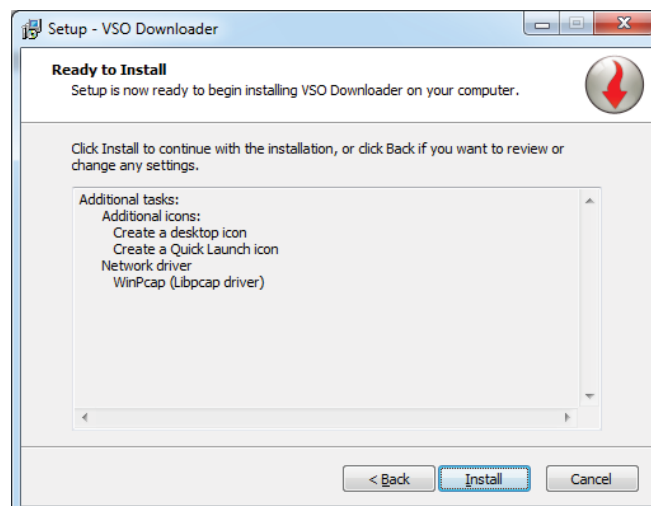 Setup - VSO Downloader
Ready to Install
Setup is now ready to begin installing VSO Downloader on your computer.
Click Install to continue with the installation, or click Back if you want to review or
change any settings.
Additional tasks:
Additional icons:
Create a desktop icon
Create a Quick Launch icon
Network driver
WinPcap (Libpcap driver)
< Back Install Cancel